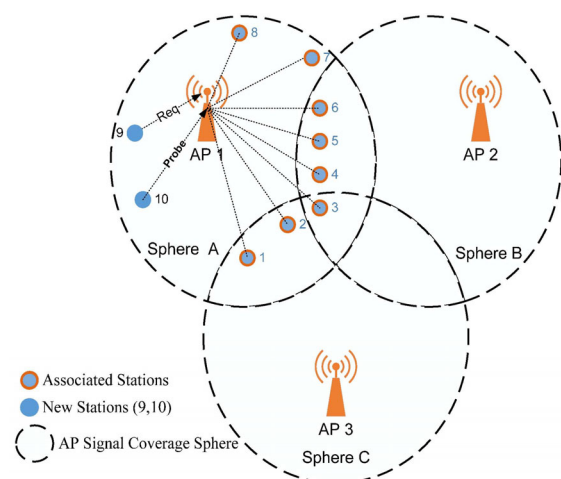 8
7
9
Req
6
AP 1
AP 2
Probe
5
4
10
3
2
Sphere A
1
Sphere B
Associated Stations
New Stations (9,10)
AP 3
AP Signal Coverage Sphere
Sphere C